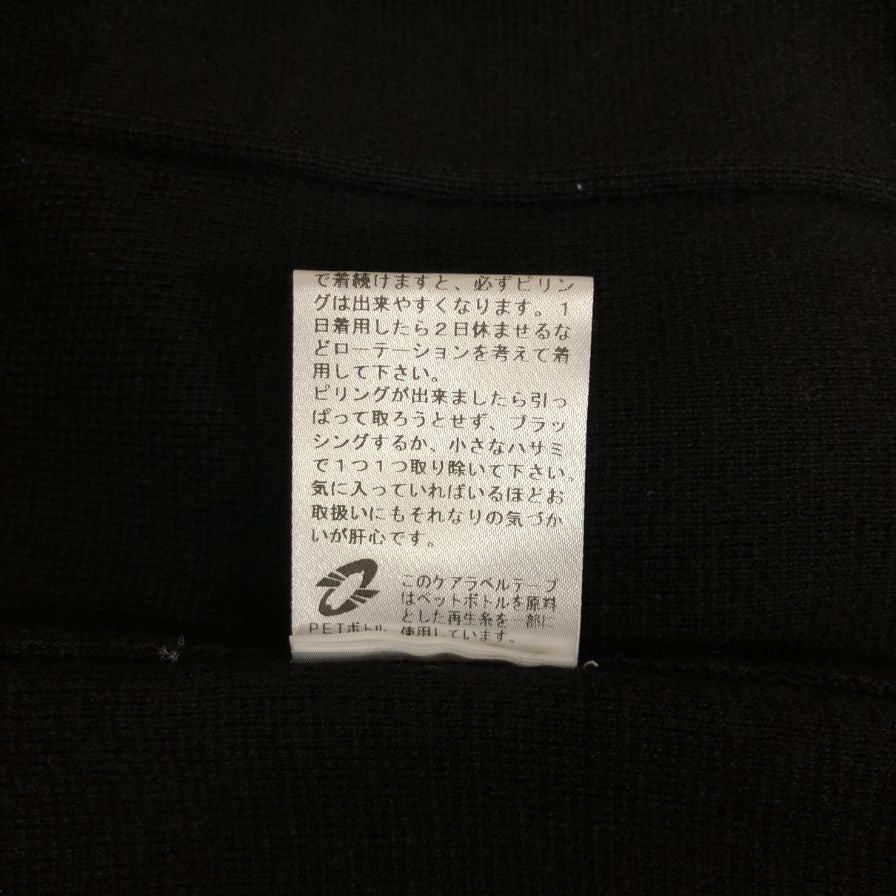 で着続けますと、必ずピリン
グは出来やすくなります。1
日着用したら2日休ませるな
どローテーションを考えて着
用して下さい。
ピリングが出来ましたら引っ
ぱって取ろうとせず、ブラッ
シングするか、小さなハサミ
で1つ1つ取り除いて下さい。
気に入っていればいるほどお
取扱いにもそれなりの気づか
いが肝心です。
このケアラベルテープ
はペットボトルを原料
とした再生糸を一部に
使用しています。
PETボトル